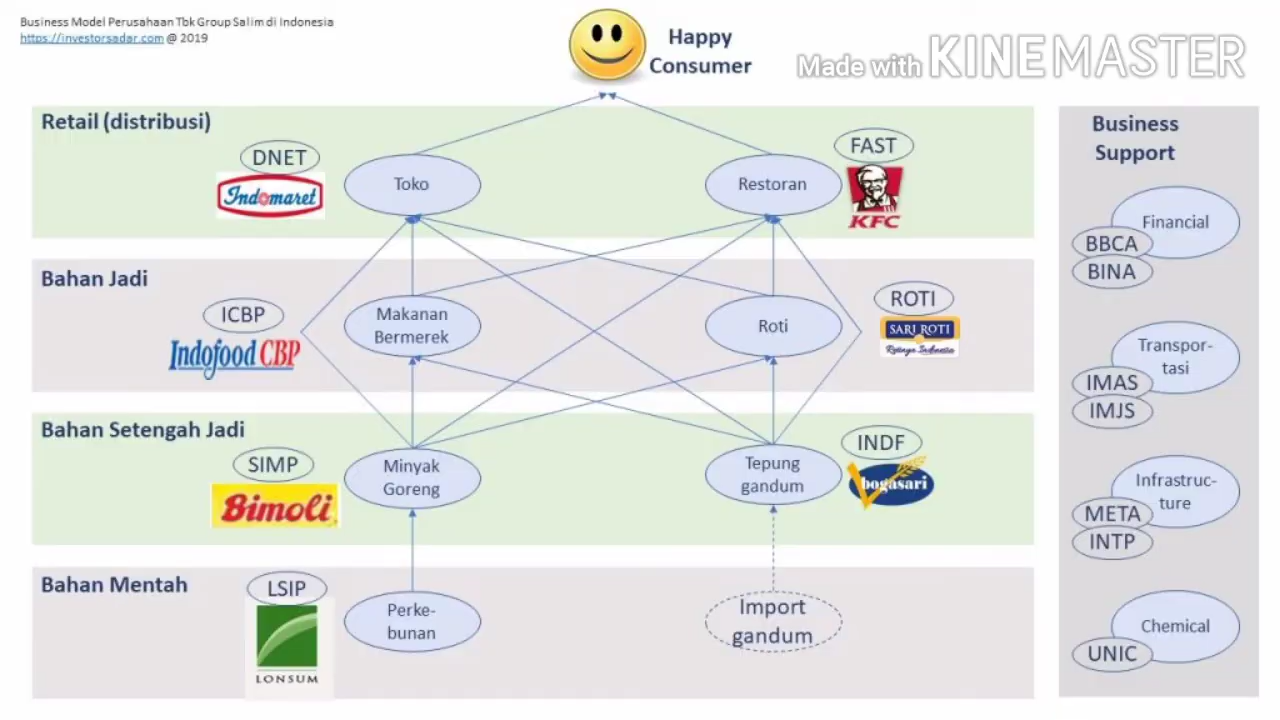 Business Model Perusahaan Tbk Group Salim di Indonesia
https://investorsadar.com @ 2019
Happy
Consumer
Made with KINEMASTER
Retail (distribusi)
DNET
Indomaret
Toko
Restoran
FAST
KFC
Bahan Jadi
ICBP
Indofood CBP
Makanan
Bermerek
Roti
ROTI
SARI ROTI
Rotinya Indonesia
Bahan Setengah Jadi
SIMP
Bimoli
Minyak
Goreng
Tepung
gandum
INDF
bogasari
Bahan Mentah
LSIP
LONSUM
Perke-
bunan
Import
gandum
Business
Support
Financial
BBCA
BINA
Transpor-
tasi
IMAS
IMJS
Infrastruc-
ture
META
INTP
Chemical
UNIC